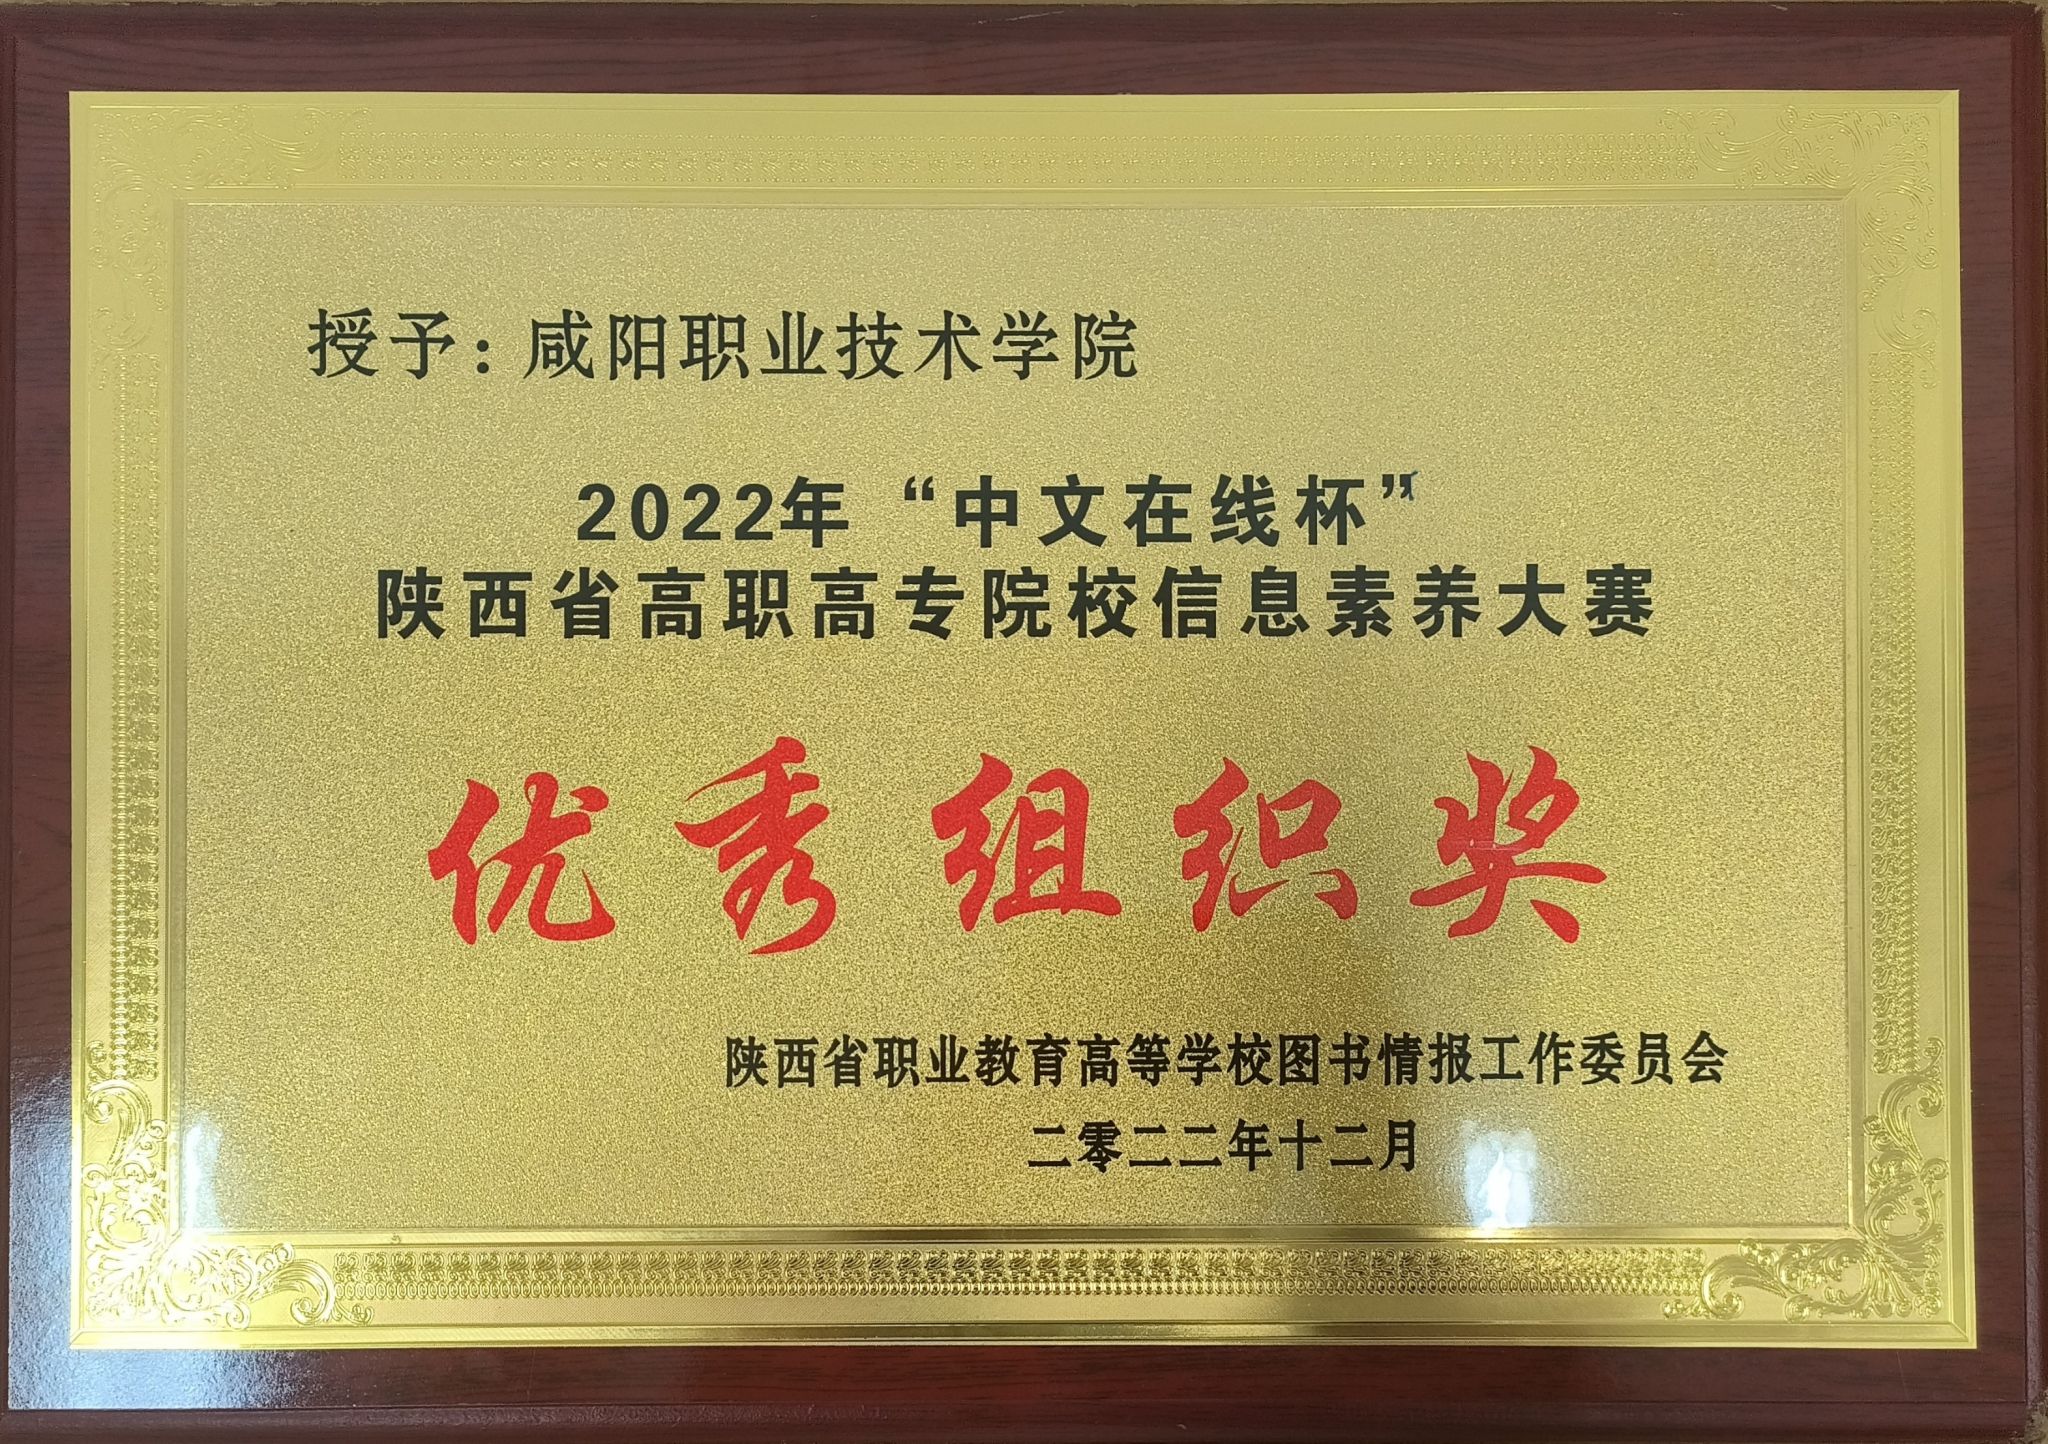 授予：咸阳职业技术学院
2022年“中文在线杯”
陕西省高职高专院校信息素养大赛
优秀组织奖
陕西省职业教育高等学校图书情报工作委员会
二零二二年十二月